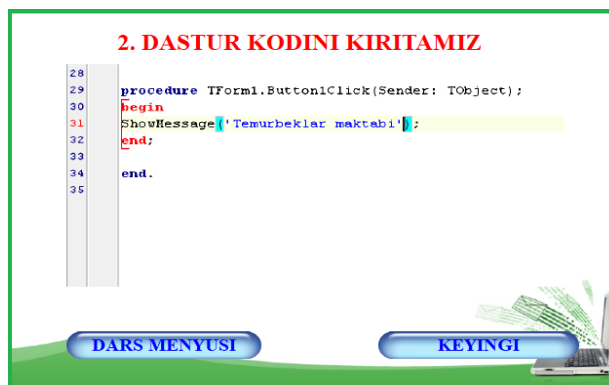 2. DASTUR KODINI KIRITAMIZ
28
29 procedure TForm1.Button1Click(Sender: TObject);
30 begin
31 ShowMessage('Temurbeklar maktabi');
32 end;
33
34 end.
35
DARS MENYUSI
KEYINGI